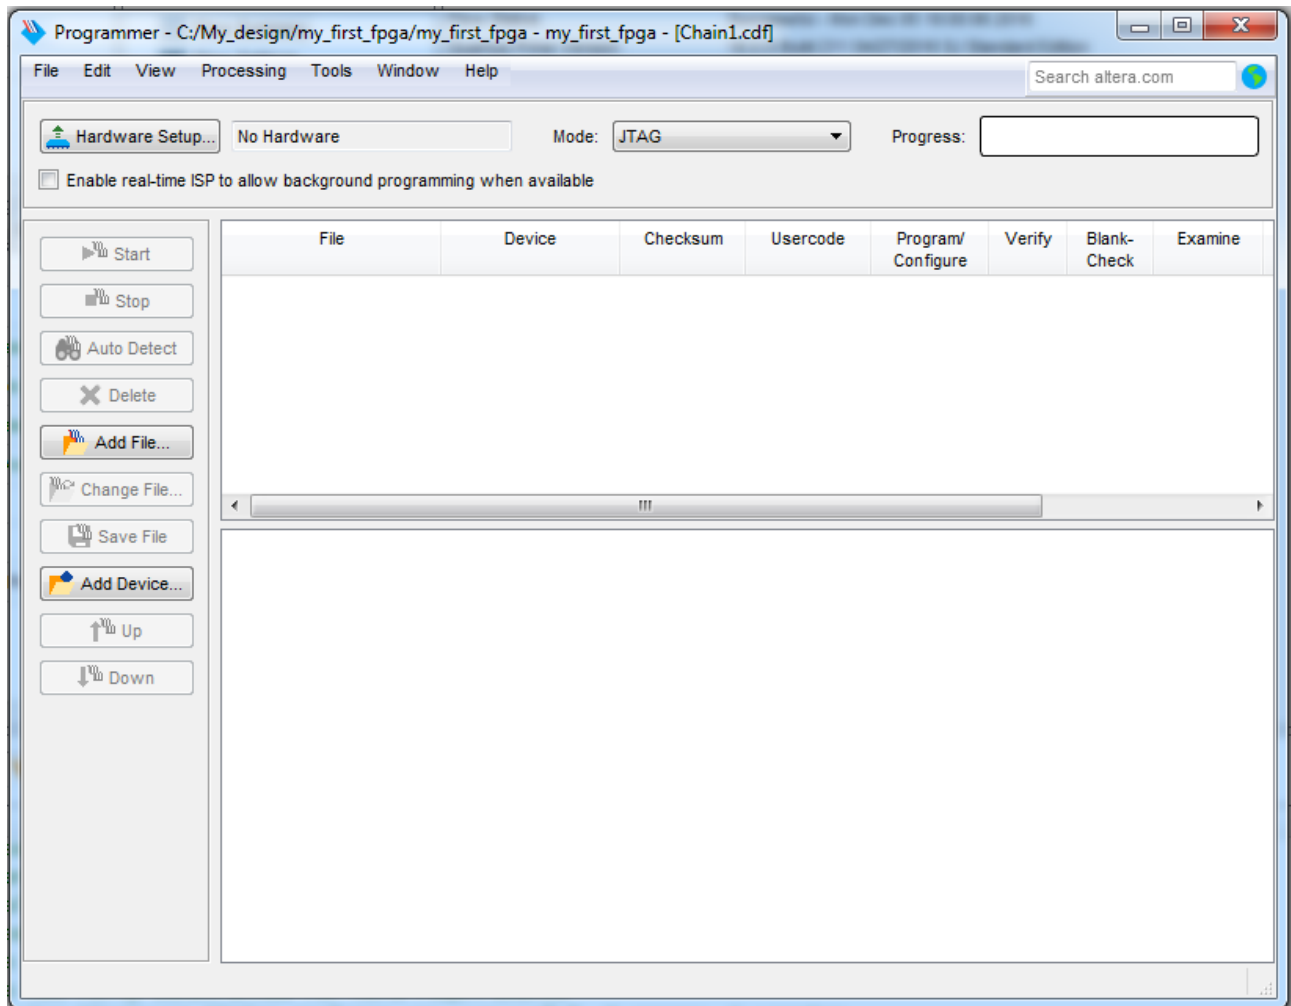 Programmer - C:/My_design/my_first_fpga/my_first_fpga - my_first_fpga - [Chain1.cdf]
File Edit View Processing Tools Window Help
Search altera.com
Hardware Setup... No Hardware Mode: JTAG Progress:
Enable real-time ISP to allow background programming when available
File Device Checksum Usercode Program/ Verify Blank- Examine
Configure Check
Start
Stop
Auto Detect
Delete
Add File...
Change File...
Save File
Add Device...
Up
Down